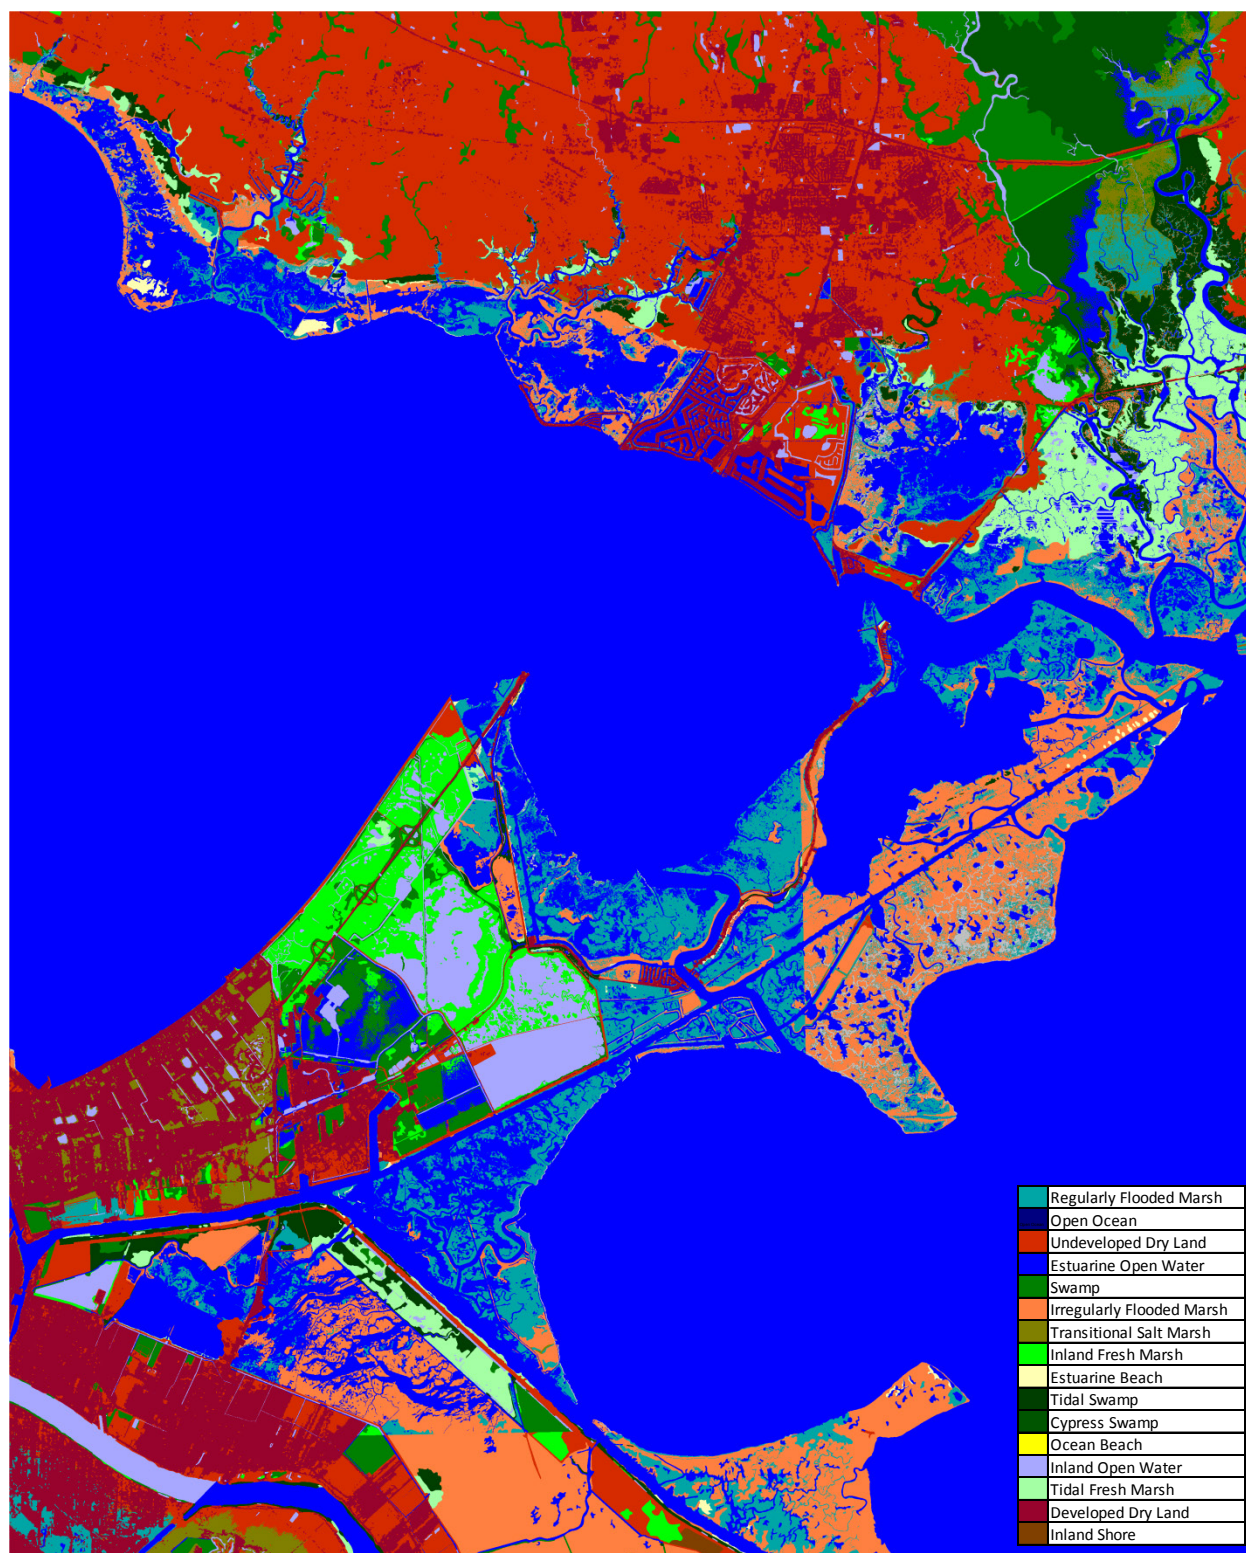 Regularly Flooded Marsh
Open Ocean
Undeveloped Dry Land
Estuarine Open Water
Swamp
Irregularly Flooded Marsh
Transitional Salt Marsh
Inland Fresh Marsh
Estuarine Beach
Tidal Swamp
Cypress Swamp
Ocean Beach
Inland Open Water
Tidal Fresh Marsh
Developed Dry Land
Inland Shore